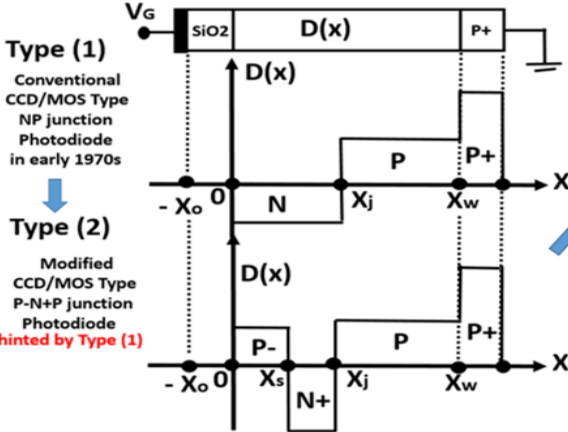 V_G
SiO2
D(x)
P+
Type (1)
Conventional
CCD/MOS Type
NP junction
Photodiode
in early 1970s
D(x)
P
P+
- Xo
0
N
Xj
Xw
X
Type (2)
Modified
CCD/MOS Type
P-N+P junction
Photodiode
hinted by Type (1)
D(x)
P-
P
P+
- Xo
0
Xs
N+
Xj
Xw
X